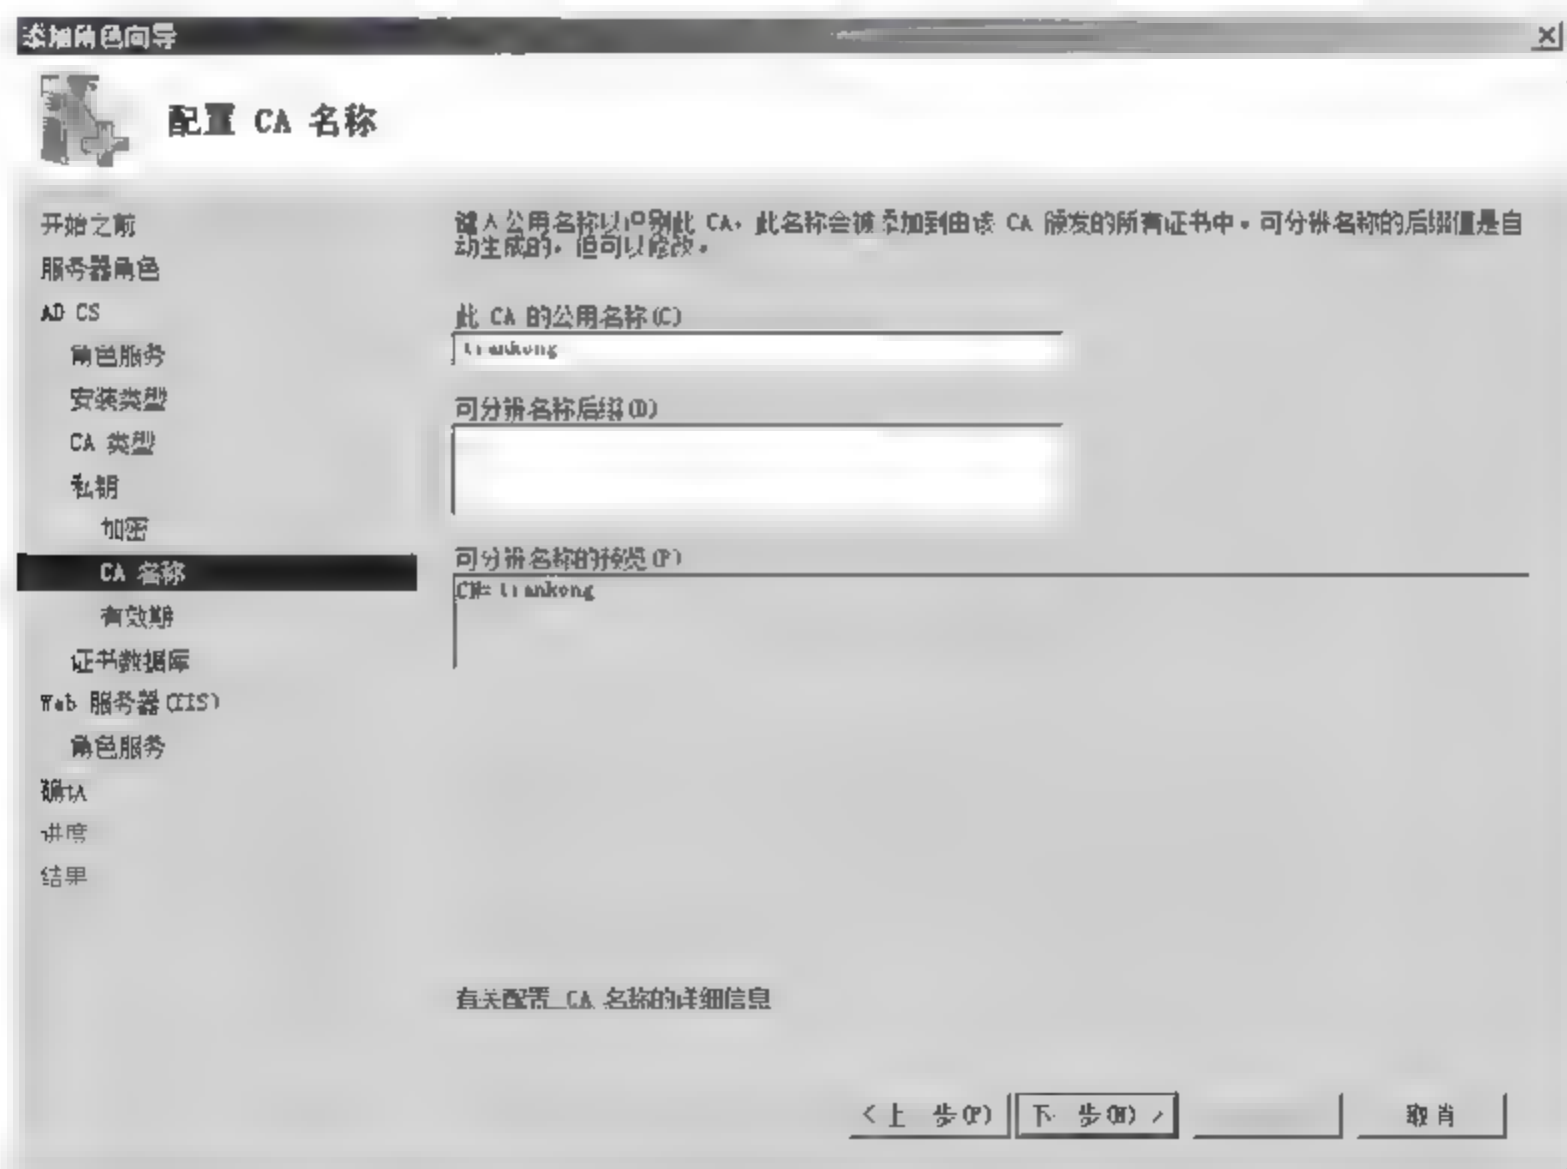 添加角色向导
配置 CA 名称
开始之前
服务器角色
AD CS
角色服务
安装类型
CA 类型
私钥
加密
CA 名称
有效期
证书数据库
Web 服务器(IIS)
角色服务
确认
进度
结果
键入公用名称以识别此 CA。此名称会被添加到由该 CA 颁发的所有证书中。可分辨名称的后缀值是自
动生成的，但可以修改。
此 CA 的公用名称(C)
tiankong
可分辨名称后缀(D)
可分辨名称的预览(P)
CN=tiankong
有关配置 CA 名称的详细信息
<上一步(P)
下一步(N) >
取消